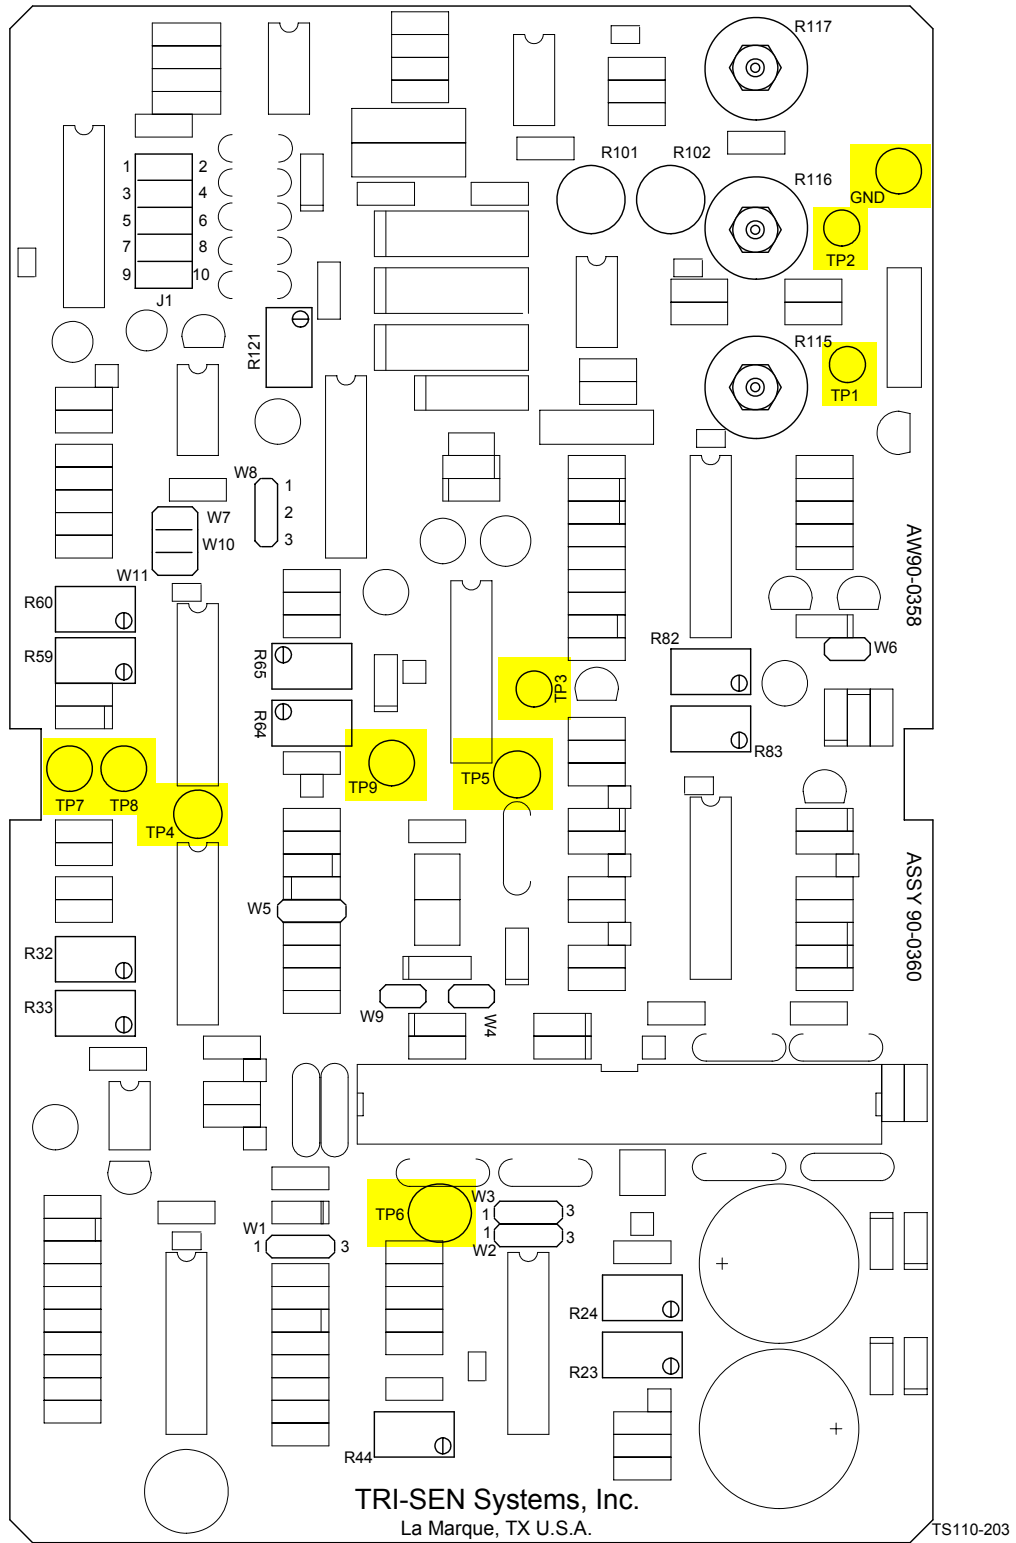 R117
R101
R102
R116
GND
TP2
1 2
3 4
5 6
7 8
9 10
J1
R121
R115
TP1
W8
1
2
3
W7
W10
W11
AW90-0358
R60
R59
R65
R64
TP3
R82
R83
W6
TP7
TP8
TP4
TP9
TP5
ASSY 90-0360
W5
R32
R33
W9
W4
TP6
W3
1 3
1 3
W2
W1
1 3
R24
R23
R44
TRI-SEN Systems, Inc.
La Marque, TX U.S.A.
TS110-203